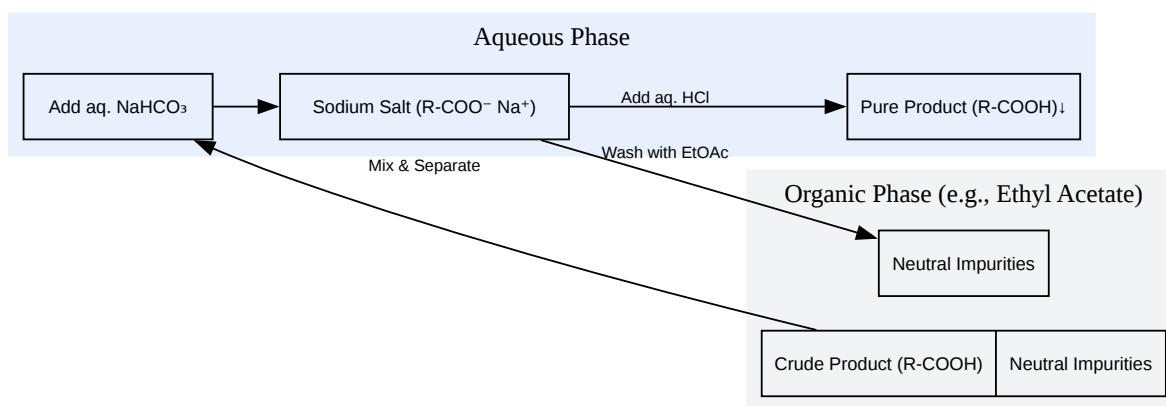 Aqueous Phase
Add aq. NaHCO₃
Sodium Salt (R-COO⁻ Na⁺)
Add aq. HCl
Pure Product (R-COOH)↓
Mix & Separate
Wash with EtOAc
Organic Phase (e.g., Ethyl Acetate)
Neutral Impurities
Crude Product (R-COOH)
Neutral Impurities